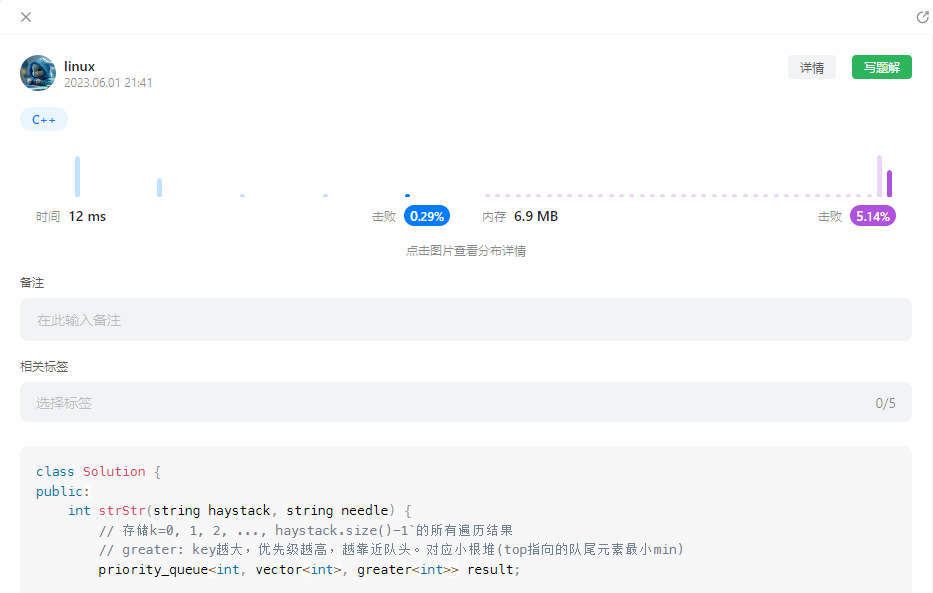 linux
2023.06.01 21:41
详情
写题解
C++
时间 12 ms
击败 0.29%
内存 6.9 MB
击败 5.14%
点击图片查看分布详情
备注
在此输入备注
相关标签
选择标签
0/5
class Solution {
public:
    int strStr(string haystack, string needle) {
        // 存储k=0, 1, 2, ..., haystack.size()-1`的所有遍历结果
        // greater: key越大，优先级越高，越靠近队头。对应小根堆(top指向的队尾元素最小min)
        priority_queue<int, vector<int>, greater<int>> result;